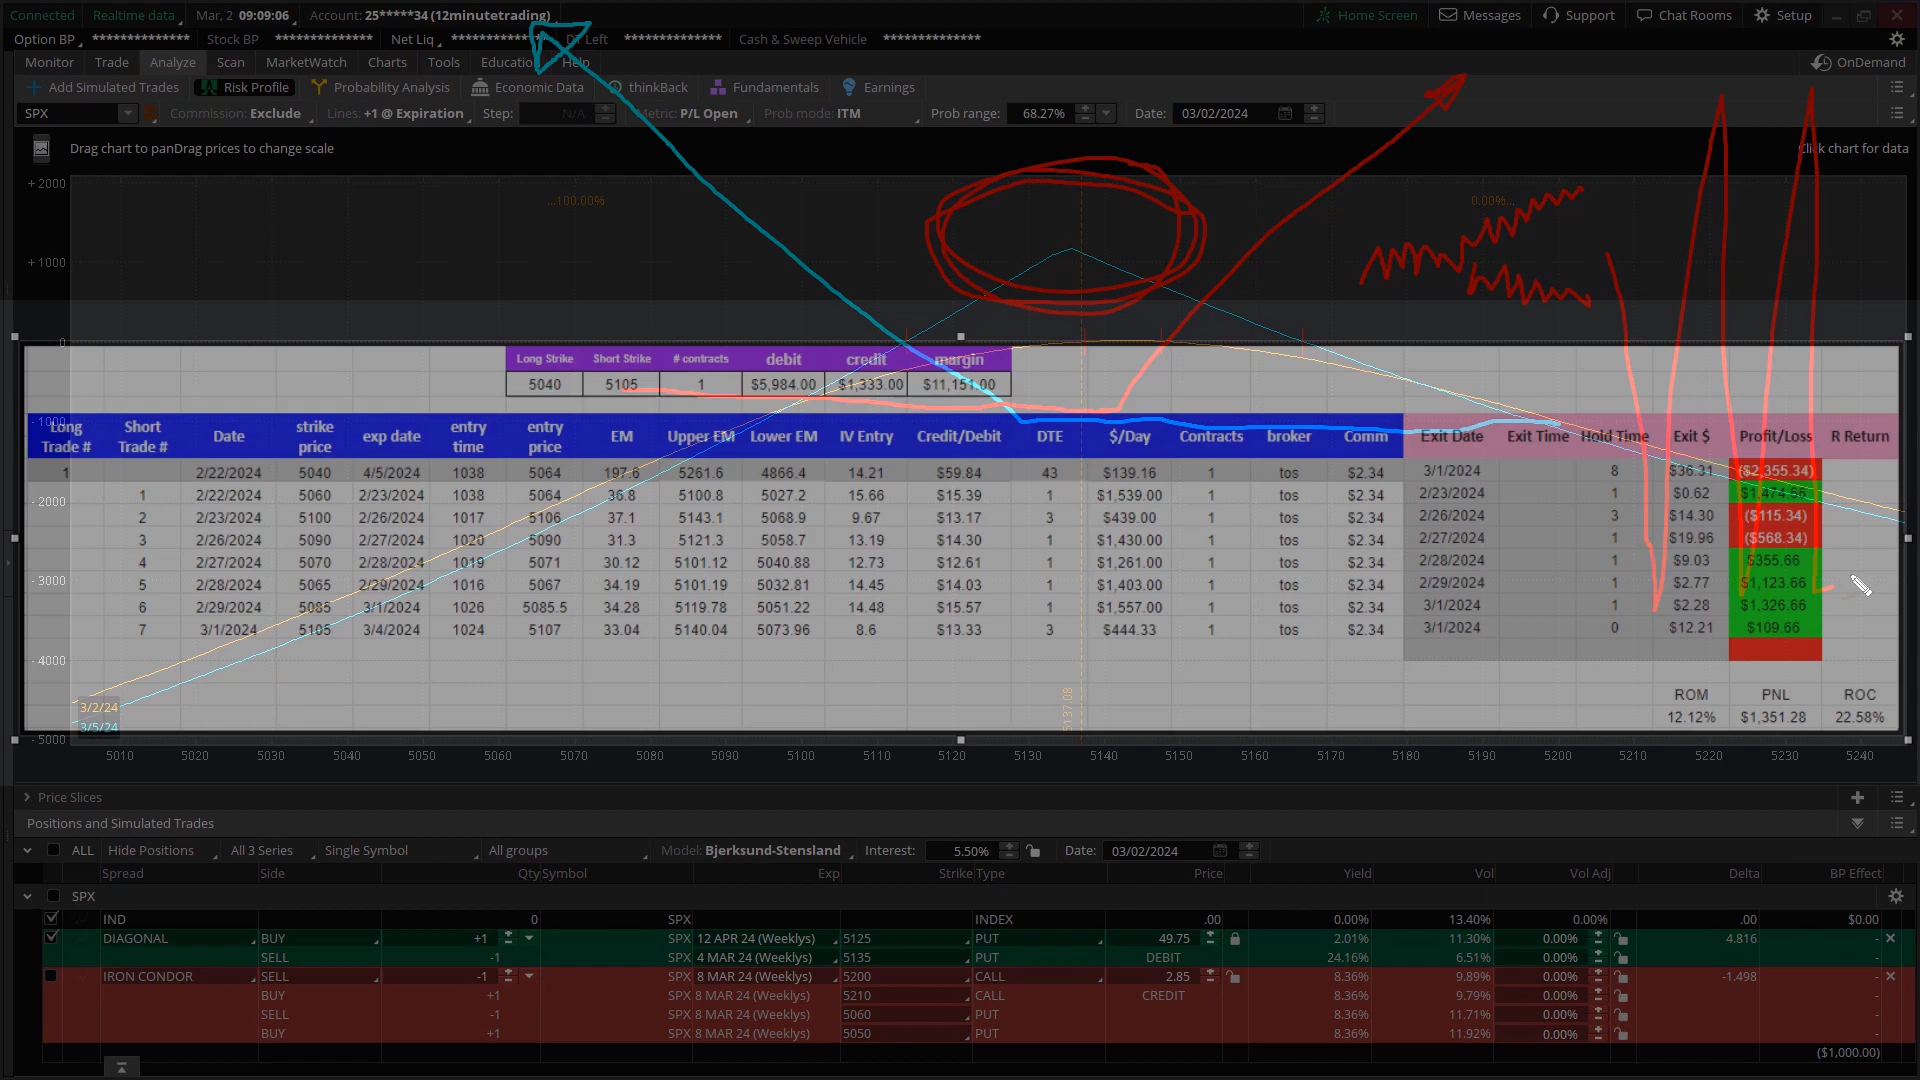 Connected Realtime data Mar, 2 09:09:06 Account: 25*****34 (12minutetrading) Home Screen Messages Support Chat Rooms Setup
Option BP ************** Stock BP ************** Net Liq ************** DT Left ************** Cash & Sweep Vehicle **************
Monitor Trade Analyze Scan MarketWatch Charts Tools Education Help OnDemand
Add Simulated Trades Risk Profile Probability Analysis Economic Data thinkBack Fundamentals Earnings
SPX Commission: Exclude Lines: +1 @ Expiration Step: N/A Metric: P/L Open Prob mode: ITM Prob range: 68.27% Date: 03/02/2024
Drag chart to panDrag prices to change scale Click chart for data
+2000
...100.00% 0.00%...
+1000
0
Long Strike Short Strike # contracts debit credit margin
5040 5105 1 $5,984.00 $1,333.00 $11,151.00
-1000
Long Trade # Short Trade # Date strike price exp date entry time entry price EM Upper EM Lower EM IV Entry Credit/Debit DTE $/Day Contracts broker Comm Exit Date Exit Time Hold Time Exit $ Profit/Loss R Return
1 2/22/2024 5040 4/5/2024 1038 5064 197.6 5261.6 4866.4 14.21 $59.84 43 $139.16 1 tos $2.34 3/1/2024 8 $36.31 ($2,355.34)
1 2/22/2024 5060 2/23/2024 1038 5064 36.8 5100.8 5027.2 15.66 $15.39 1 $1,539.00 1 tos $2.34 2/23/2024 1 $0.62 $1,474.66
-2000
2 2/23/2024 5100 2/26/2024 1017 5106 37.1 5143.1 5068.9 9.67 $13.17 3 $439.00 1 tos $2.34 2/26/2024 3 $14.30 ($115.34)
3 2/26/2024 5090 2/27/2024 1020 5090 31.3 5121.3 5058.7 13.19 $14.30 1 $1,430.00 1 tos $2.34 2/27/2024 1 $19.96 ($568.34)
4 2/27/2024 5070 2/28/2024 1019 5071 30.12 5101.12 5040.88 12.73 $12.61 1 $1,261.00 1 tos $2.34 2/28/2024 1 $9.03 $355.66
-3000
5 2/28/2024 5065 2/29/2024 1016 5067 34.19 5101.19 5032.81 14.45 $14.03 1 $1,403.00 1 tos $2.34 2/29/2024 1 $2.77 $1,123.66
6 2/29/2024 5085 3/1/2024 1026 5085.5 34.28 5119.78 5051.22 14.48 $15.57 1 $1,557.00 1 tos $2.34 3/1/2024 1 $2.28 $1,326.66
7 3/1/2024 5105 3/4/2024 1024 5107 33.04 5140.04 5073.96 8.6 $13.33 3 $444.33 1 tos $2.34 3/1/2024 0 $12.21 $109.66
-4000
ROM PNL ROC
3/2/24 5137.08 12.12% $1,351.28 22.58%
3/5/24
-5000
5010 5020 5030 5040 5050 5060 5070 5080 5090 5100 5110 5120 5130 5140 5150 5160 5170 5180 5190 5200 5210 5220 5230 5240
Price Slices
Positions and Simulated Trades
ALL Hide Positions All 3 Series Single Symbol All groups Model: Bjerksund-Stensland Interest: 5.50% Date: 03/02/2024
Spread Side Qty Symbol Exp Strike Type Price Yield Vol Vol Adj Delta BP Effect
SPX
IND 0 SPX INDEX .00 0.00% 13.40% 0.00% .00 $0.00
DIAGONAL BUY +1 SPX 12 APR 24 (Weeklys) 5125 PUT 49.75 2.01% 11.30% 0.00% 4.816 -
SELL -1 SPX 4 MAR 24 (Weeklys) 5135 PUT DEBIT 24.16% 6.51% 0.00% -
IRON CONDOR SELL -1 SPX 8 MAR 24 (Weeklys) 5200 CALL 2.85 8.36% 9.89% 0.00% -1.498 -
BUY +1 SPX 8 MAR 24 (Weeklys) 5210 CALL CREDIT 8.36% 9.79% 0.00% -
SELL -1 SPX 8 MAR 24 (Weeklys) 5060 PUT 8.36% 11.71% 0.00% -
BUY +1 SPX 8 MAR 24 (Weeklys) 5050 PUT 8.36% 11.92% 0.00% -
($1,000.00)